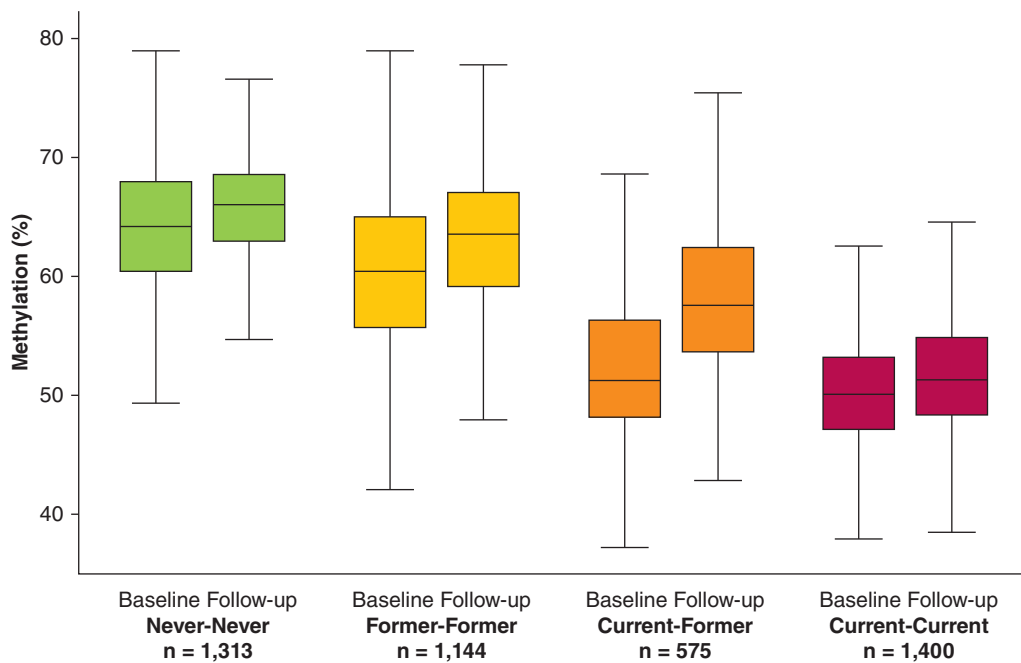 Methylation (%)
80
70
60
50
40
Baseline Follow-up
Never-Never
n = 1,313
Baseline Follow-up
Former-Former
n = 1,144
Baseline Follow-up
Current-Former
n = 575
Baseline Follow-up
Current-Current
n = 1,400